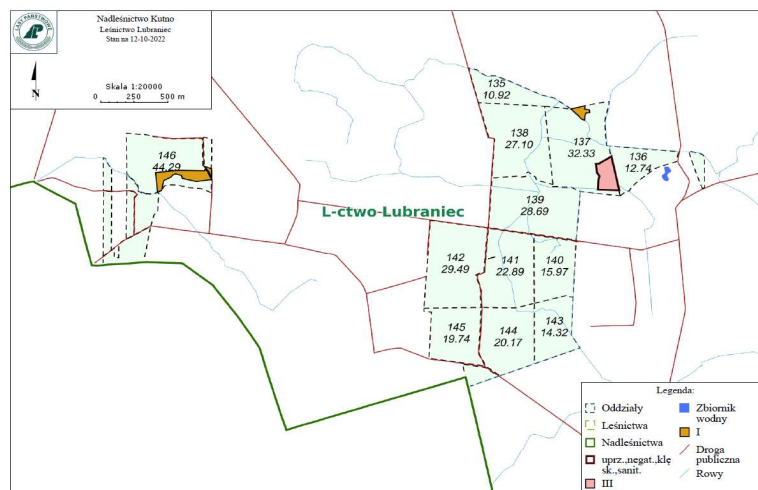 LASY PAŃSTWOWE
Nadleśnictwo Kutno
Leśnictwo Lubraniec
Stan na 12-10-2022
Skala 1:20000
0 250 500 m
N
135
10.92
138
27.10
137
32.33
136
12.74
146
44.29
139
28.69
L-ctwo-Lubraniec
142
29.49
141
22.89
140
15.97
145
19.74
144
20.17
143
14.32
Legenda:
Oddziały
Leśnictwa
Nadleśnictwa
uprz.,negat.,klę
sk.,sanit.
III
Zbiornik
wodny
I
Droga
publiczna
Rowy